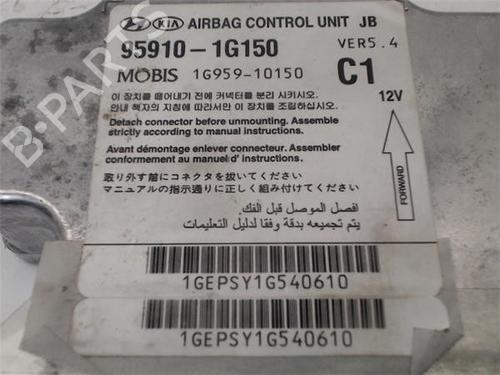 HYUNDAI KIA AIRBAG CONTROL UNIT JB
95910-1G150 VER5.4
MOBIS 1G959-10150 C1
이 장치를 떼어내기 전에 커넥터를 분리 시키시오.
안내 책자의 지침에 따라서만 이 장치를 조립하십시오. 12V
Detach connector before unmounting. Assemble
strictly according to manual instructions.
Avant démontage enlever connecteur. Assembler
conformement au manuel d' instructions.
FORWARD
取り外す前にコネクタを抜いてください
マニュアルの指示通りに正しく組み付けてください
افصل الموصل قبل الفك.
يتم تجميعه بدقة وفقا لدليل التعليمات
1GEPSY1G540610
1GEPSY1G540610